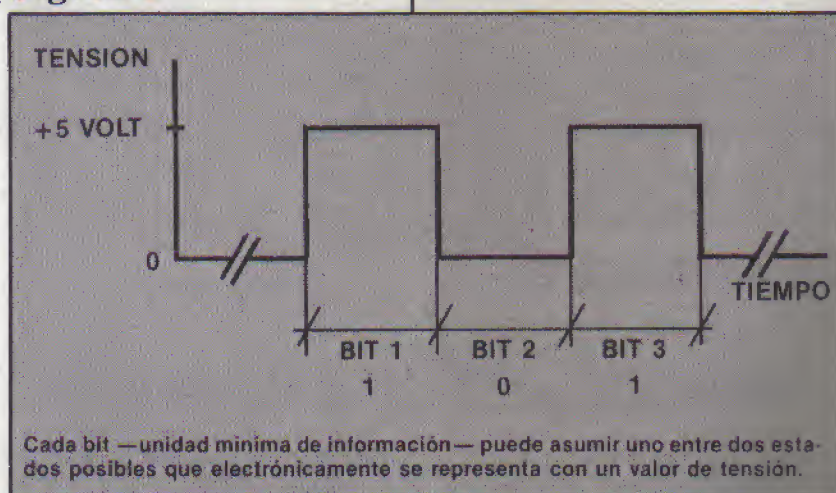 TENSION
+5 VOLT
0
TIEMPO
BIT 1 BIT 2 BIT 3
1 0 1
Cada bit —unidad minima de información— puede asumir uno entre dos esta-
dos posibles que electrónicamente se representa con un valor de tensión.